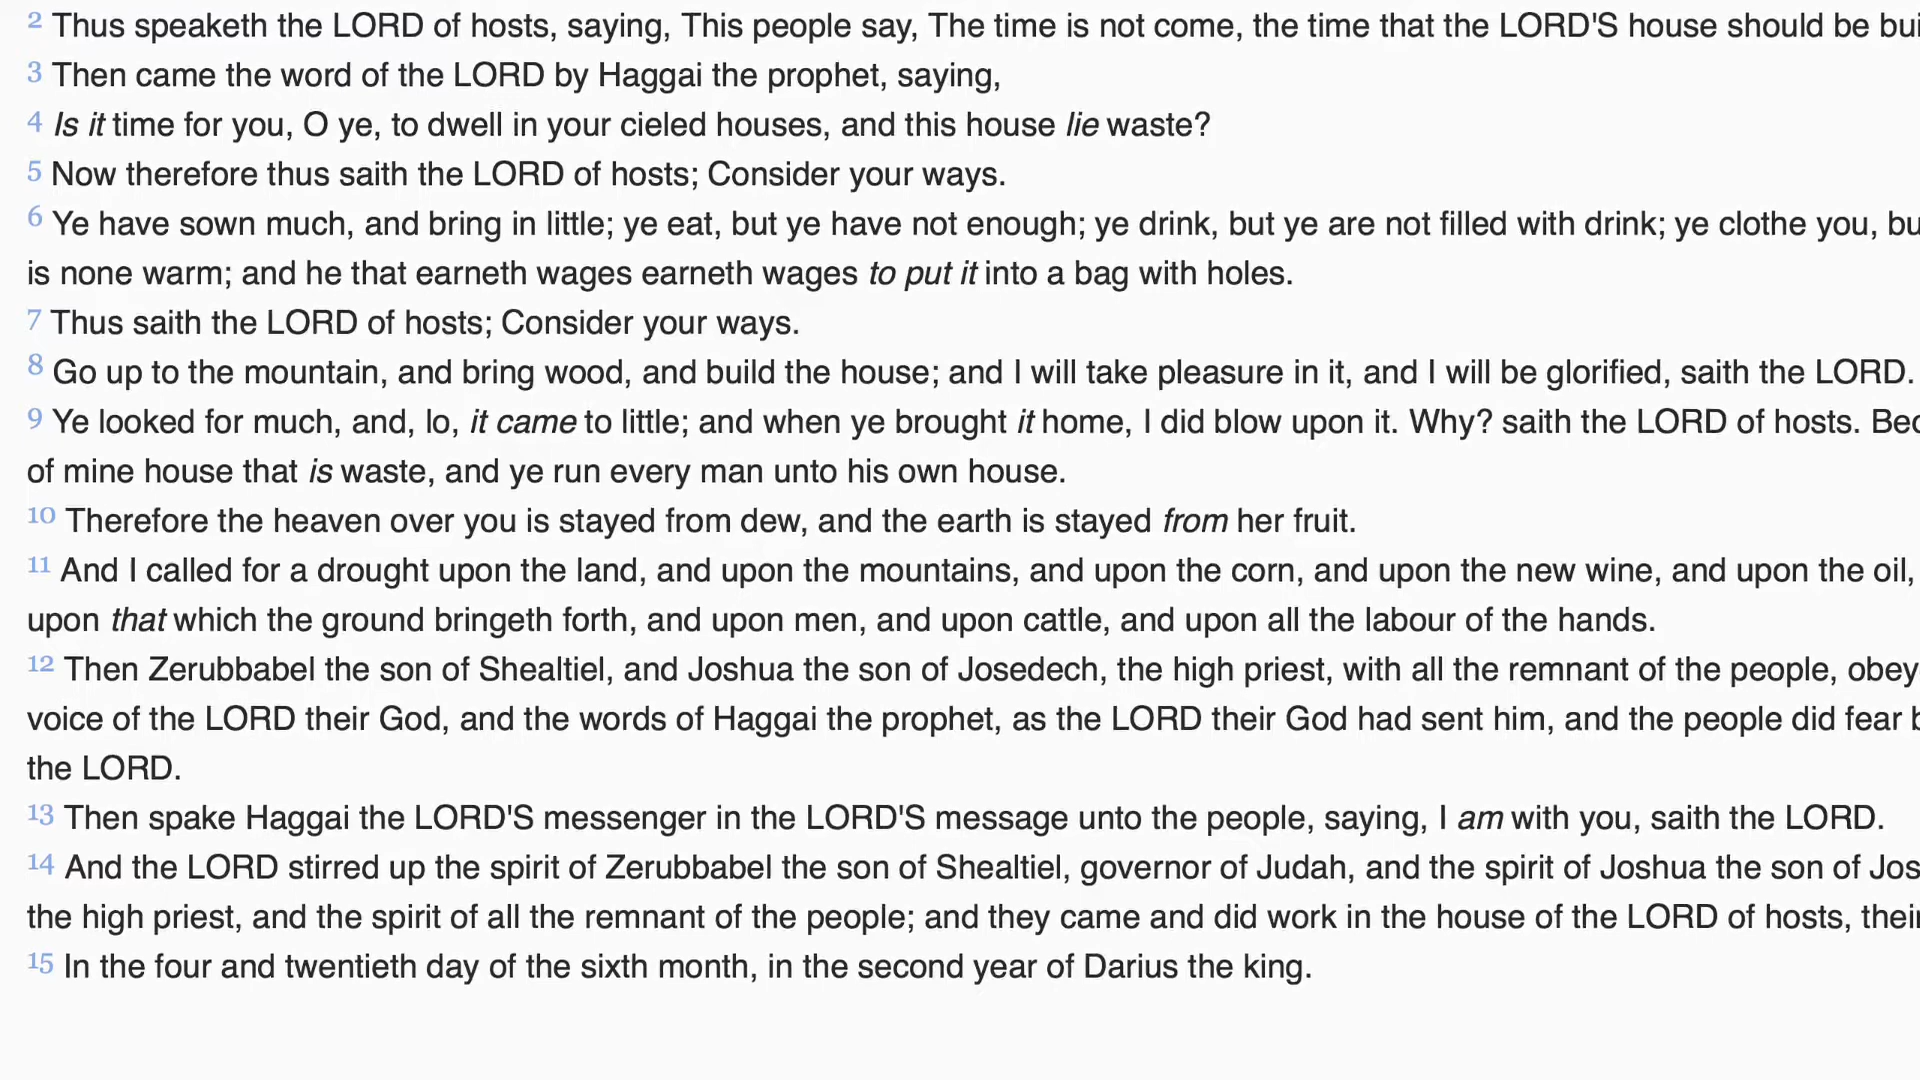 2 Thus speaketh the LORD of hosts, saying, This people say, The time is not come, the time that the LORD'S house should be bui
3 Then came the word of the LORD by Haggai the prophet, saying,
4 Is it time for you, O ye, to dwell in your cieled houses, and this house lie waste?
5 Now therefore thus saith the LORD of hosts; Consider your ways.
6 Ye have sown much, and bring in little; ye eat, but ye have not enough; ye drink, but ye are not filled with drink; ye clothe you, bu
is none warm; and he that earneth wages earneth wages to put it into a bag with holes.
7 Thus saith the LORD of hosts; Consider your ways.
8 Go up to the mountain, and bring wood, and build the house; and I will take pleasure in it, and I will be glorified, saith the LORD.
9 Ye looked for much, and, lo, it came to little; and when ye brought it home, I did blow upon it. Why? saith the LORD of hosts. Bec
of mine house that is waste, and ye run every man unto his own house.
10 Therefore the heaven over you is stayed from dew, and the earth is stayed from her fruit.
11 And I called for a drought upon the land, and upon the mountains, and upon the corn, and upon the new wine, and upon the oil,
upon that which the ground bringeth forth, and upon men, and upon cattle, and upon all the labour of the hands.
12 Then Zerubbabel the son of Shealtiel, and Joshua the son of Josedech, the high priest, with all the remnant of the people, obey
voice of the LORD their God, and the words of Haggai the prophet, as the LORD their God had sent him, and the people did fear b
the LORD.
13 Then spake Haggai the LORD'S messenger in the LORD'S message unto the people, saying, I am with you, saith the LORD.
14 And the LORD stirred up the spirit of Zerubbabel the son of Shealtiel, governor of Judah, and the spirit of Joshua the son of Jos
the high priest, and the spirit of all the remnant of the people; and they came and did work in the house of the LORD of hosts, their
15 In the four and twentieth day of the sixth month, in the second year of Darius the king.